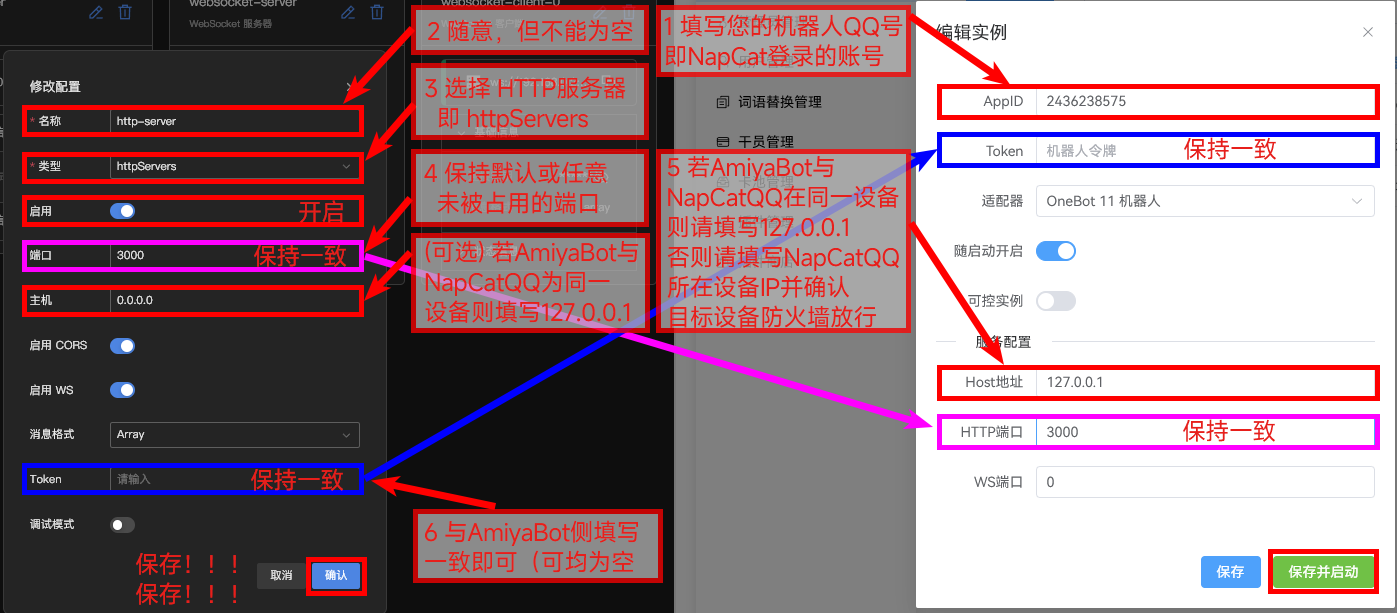 websocket-server
WebSocket 服务器
websocket-client-0
修改配置
* 名称
http-server
* 类型
httpServers
启用
开启
端口
3000
保持一致
主机
0.0.0.0
启用 CORS
启用 WS
消息格式
Array
Token
请输入
保持一致
调试模式
保存！！！
保存！！！
取消
确认
2 随意，但不能为空
3 选择 HTTP服务器
即 httpServers
基础信息
4 保持默认或任意
未被占用的端口
(可选) 若AmiyaBot与
NapCatQQ为同一
设备则填写127.0.0.1
6 与AmiyaBot侧填写
一致即可（可均为空
1 填写您的机器人QQ号
即NapCat登录的账号
词语替换管理
干员管理
卡池管理
5 若AmiyaBot与
NapCatQQ在同一设备
则请填写127.0.0.1
否则请填写NapCatQQ
所在设备IP并确认
目标设备防火墙放行
编辑实例
AppID
2436238575
Token
机器人令牌
保持一致
适配器
OneBot 11 机器人
随启动开启
可控实例
服务配置
Host地址
127.0.0.1
HTTP端口
3000
保持一致
WS端口
0
保存
保存并启动